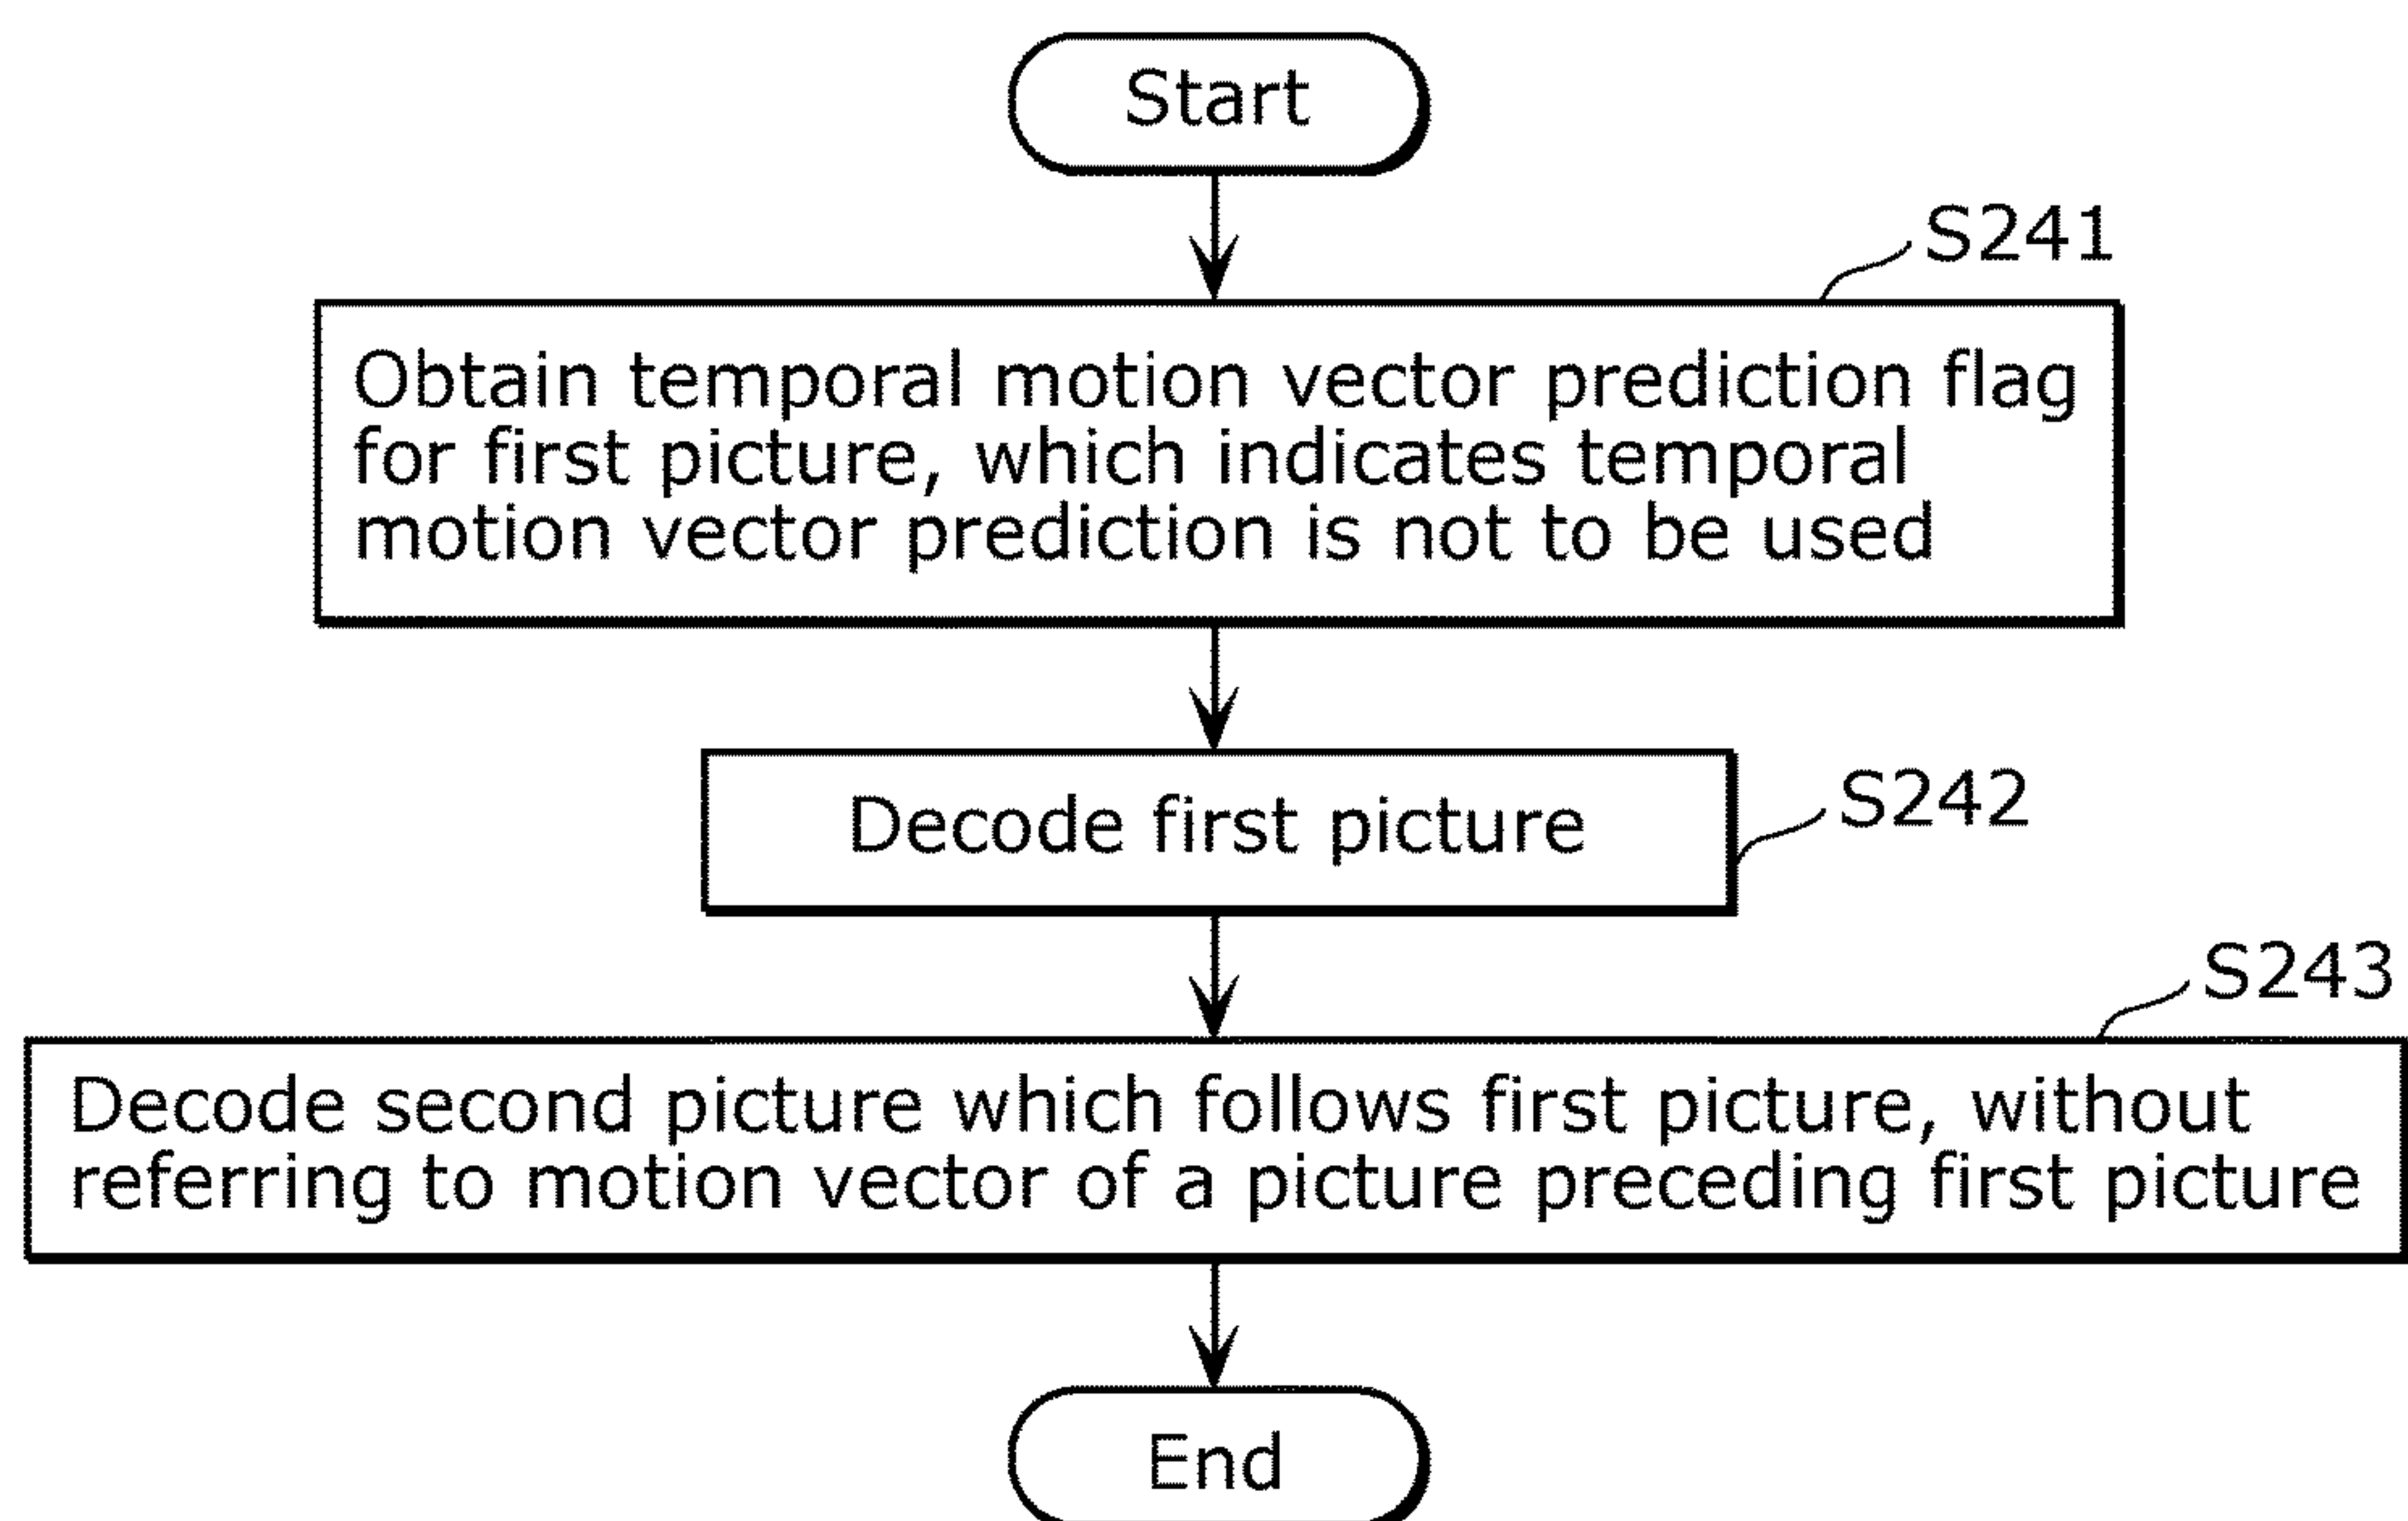 Start
S241
Obtain temporal motion vector prediction flag
for first picture, which indicates temporal
motion vector prediction is not to be used
Decode first picture
S242
S243
Decode second picture which follows first picture, without
referring to motion vector of a picture preceding first picture
End